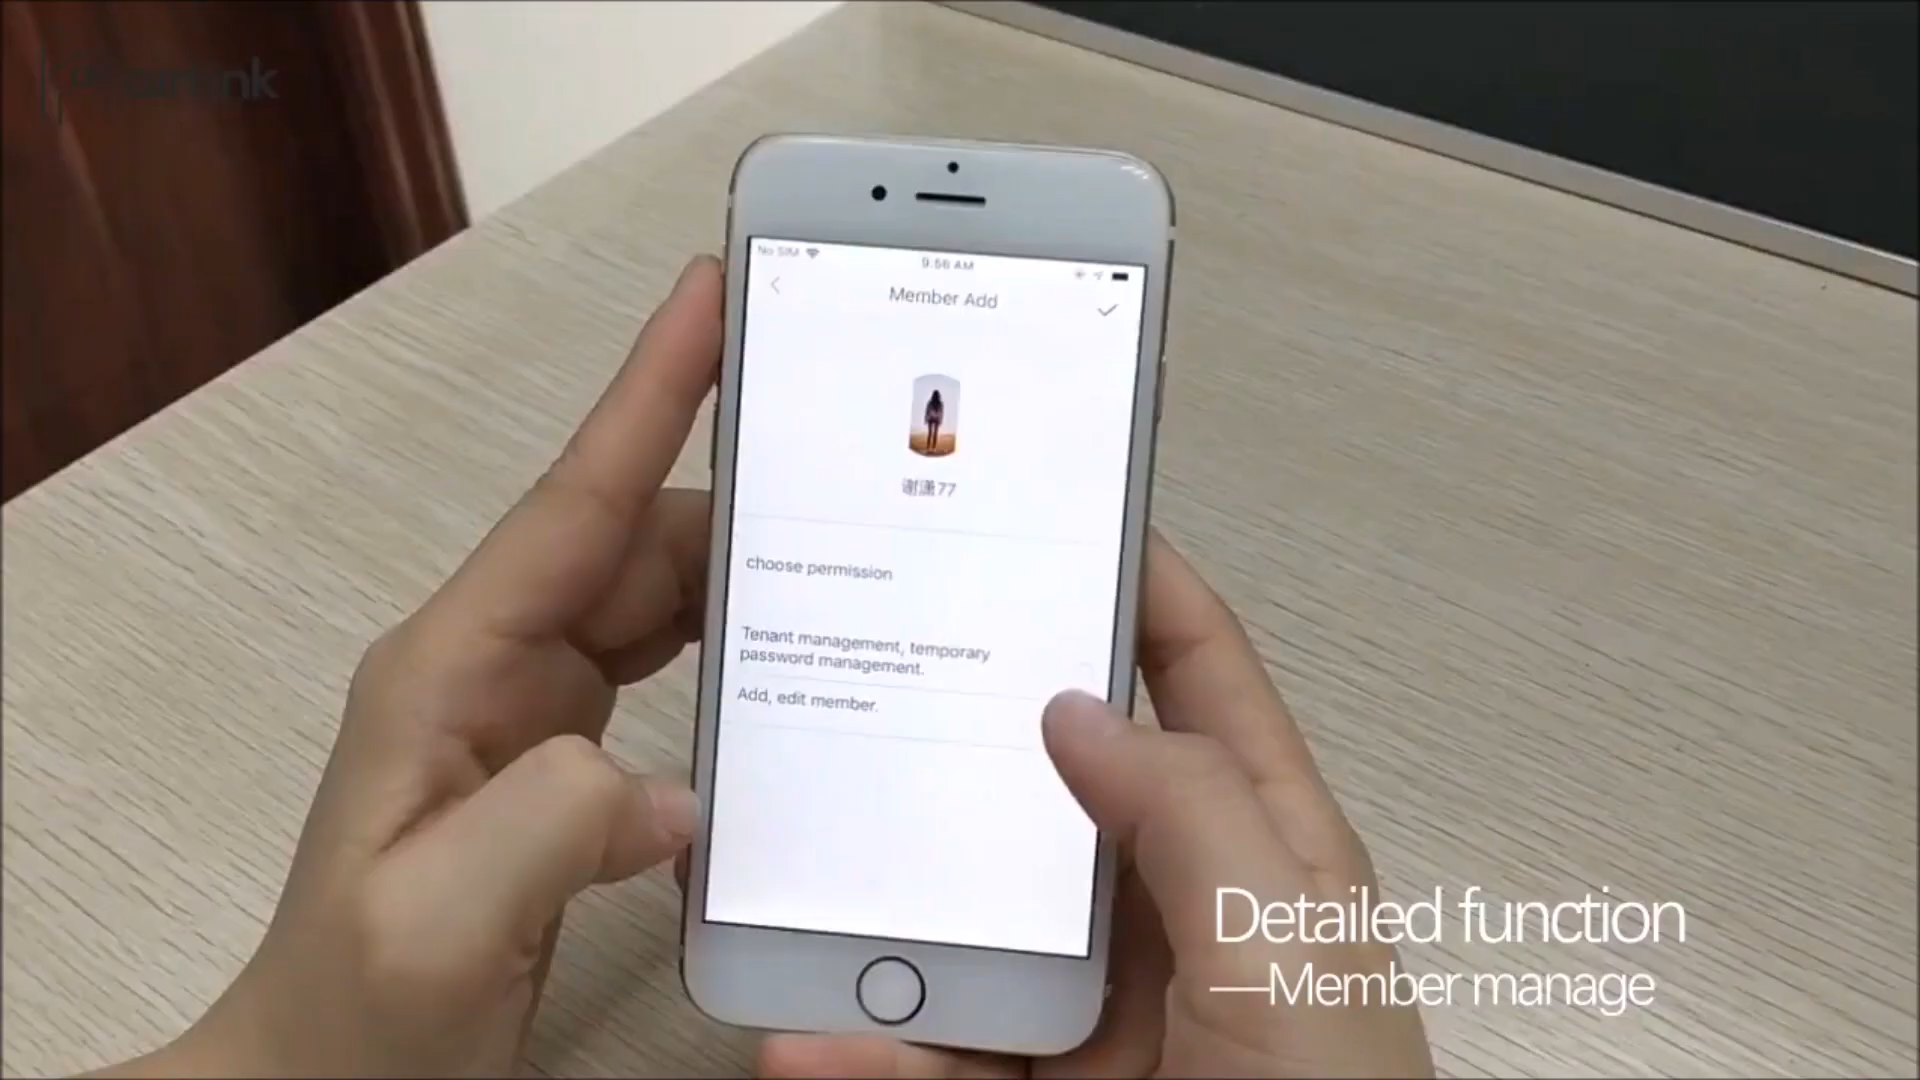 No SIM
9:56 AM
Member Add
谢潇77
choose permission
Tenant management, temporary
password management.
Add, edit member.
Detailed function
—Member manage